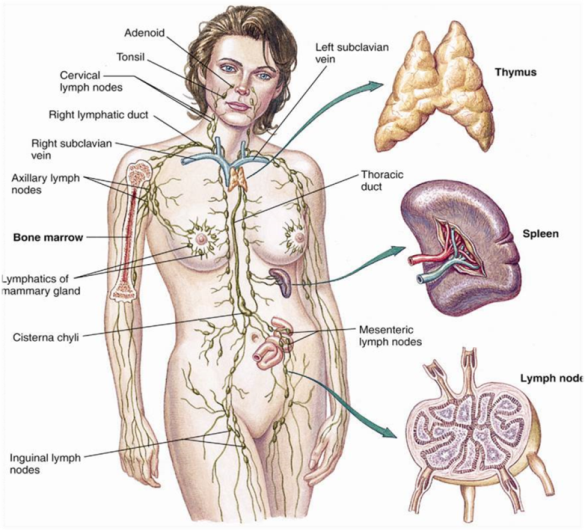 Adenoid
Tonsil
Cervical
lymph nodes
Right lymphatic duct
Right subclavian
vein
Axillary lymph
nodes
Bone marrow
Lymphatics of
mammary gland
Cisterna chyli
Inguinal lymph
nodes
Left subclavian
vein
Thoracic
duct
Mesenteric
lymph nodes
Thymus
Spleen
Lymph node